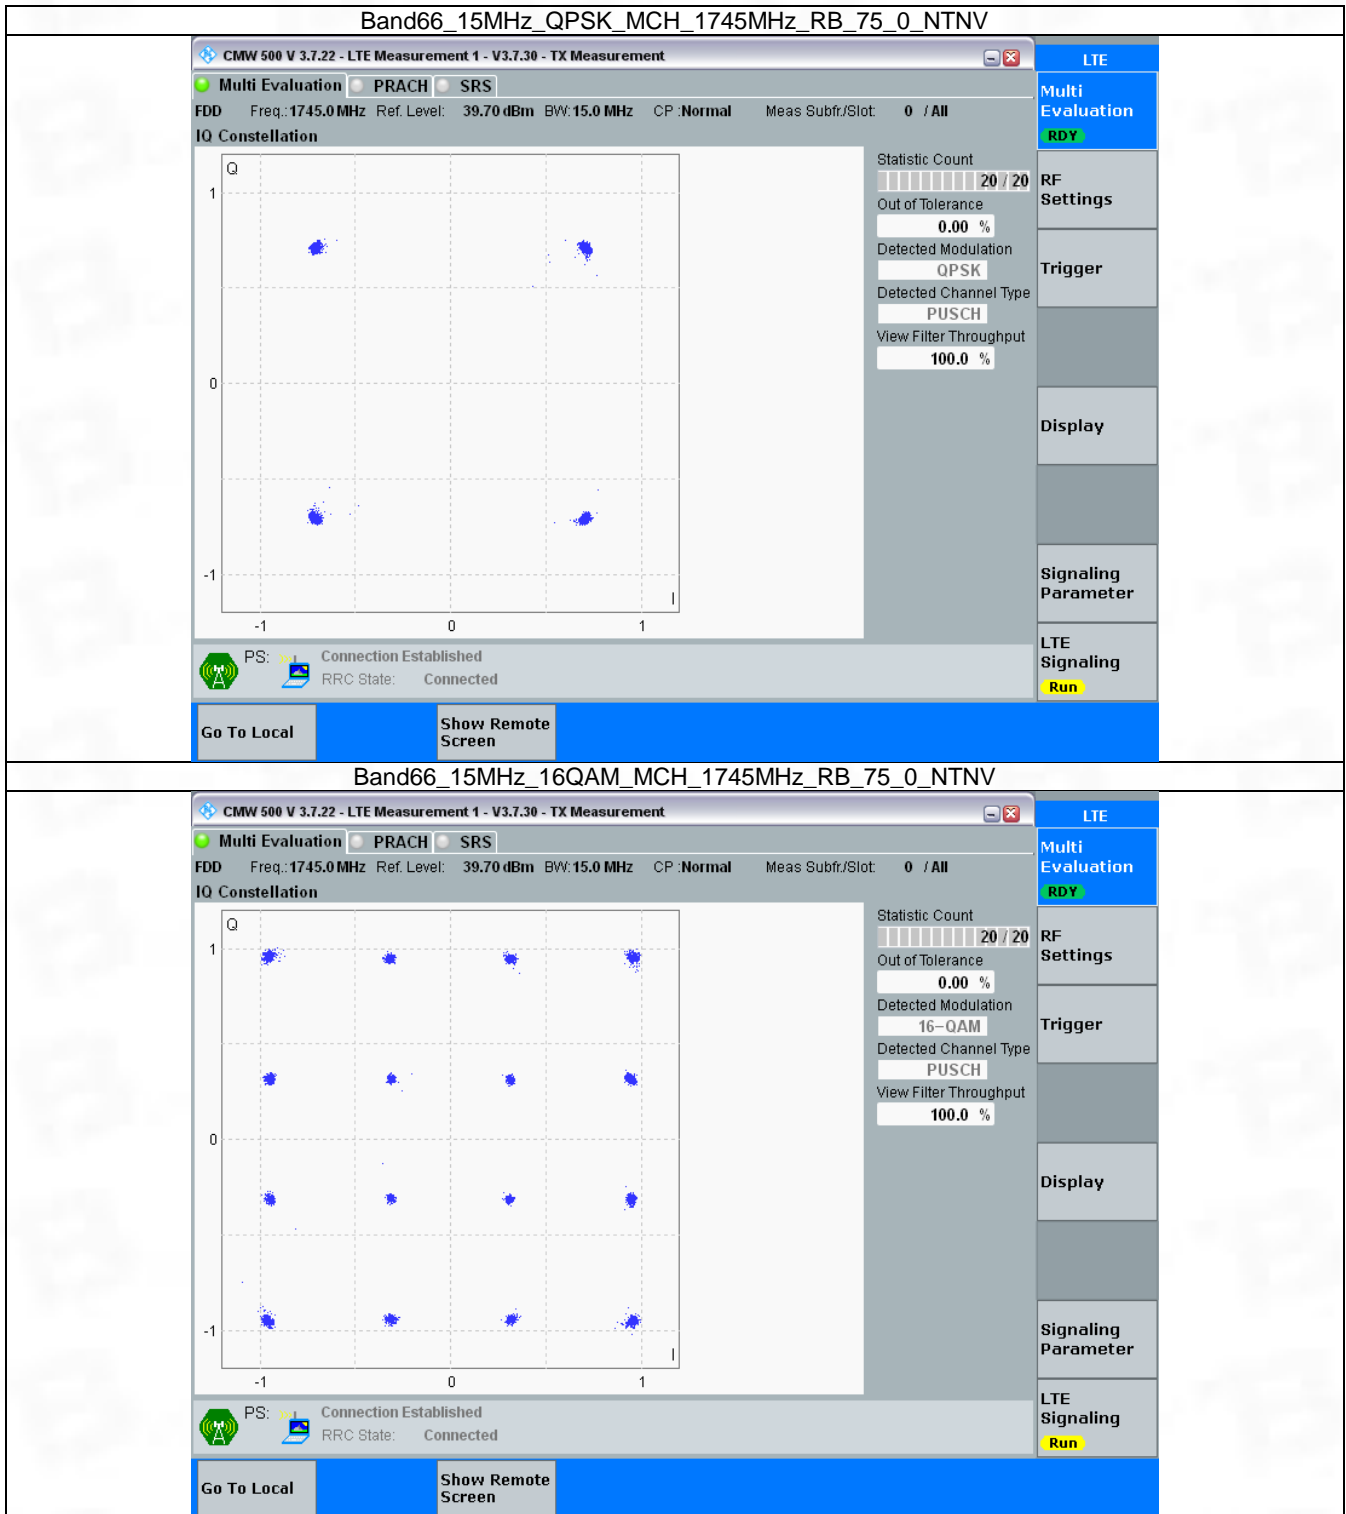 Band66_15MHz_QPSK_MCH_1745MHz_RB_75_0_NTNV
CMW 500 V 3.7.22 - LTE Measurement 1 - V3.7.30 - TX Measurement
LTE
Multi Evaluation PRACH SRS
Multi
Evaluation
RDY
FDD Freq.: 1745.0 MHz Ref. Level: 39.70 dBm BW: 15.0 MHz CP : Normal Meas Subfr./Slot: 0 / All
IQ Constellation
Q
1
0
-1
-1 0 1
I
Statistic Count
20 / 20
Out of Tolerance
0.00 %
Detected Modulation
QPSK
Detected Channel Type
PUSCH
View Filter Throughput
100.0 %
RF
Settings
Trigger
Display
Signaling
Parameter
LTE
Signaling
Run
PS: Connection Established
RRC State: Connected
Go To Local
Show Remote
Screen
Band66_15MHz_16QAM_MCH_1745MHz_RB_75_0_NTNV
CMW 500 V 3.7.22 - LTE Measurement 1 - V3.7.30 - TX Measurement
LTE
Multi Evaluation PRACH SRS
Multi
Evaluation
RDY
FDD Freq.: 1745.0 MHz Ref. Level: 39.70 dBm BW: 15.0 MHz CP : Normal Meas Subfr./Slot: 0 / All
IQ Constellation
Q
1
0
-1
-1 0 1
I
Statistic Count
20 / 20
Out of Tolerance
0.00 %
Detected Modulation
16-QAM
Detected Channel Type
PUSCH
View Filter Throughput
100.0 %
RF
Settings
Trigger
Display
Signaling
Parameter
LTE
Signaling
Run
PS: Connection Established
RRC State: Connected
Go To Local
Show Remote
Screen